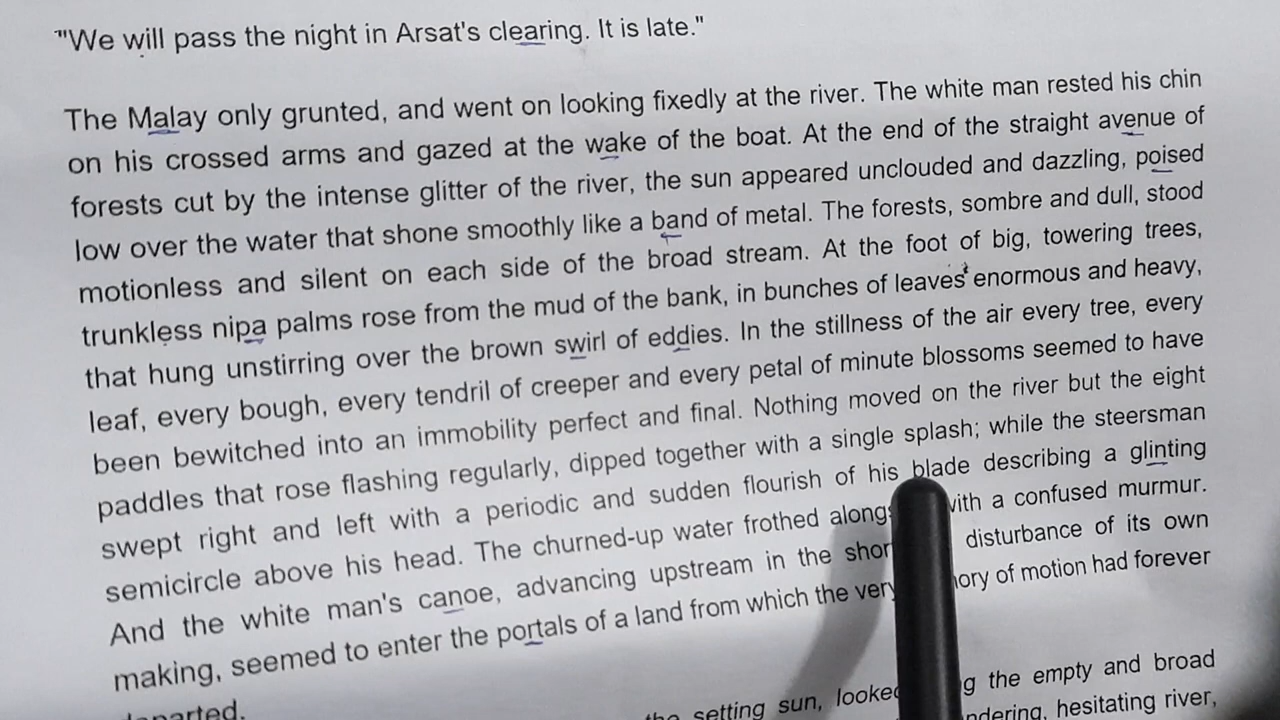 "We will pass the night in Arsat's clearing. It is late."
The Malay only grunted, and went on looking fixedly at the river. The white man rested his chin
on his crossed arms and gazed at the wake of the boat. At the end of the straight avenue of
forests cut by the intense glitter of the river, the sun appeared unclouded and dazzling, poised
low over the water that shone smoothly like a band of metal. The forests, sombre and dull, stood
motionless and silent on each side of the broad stream. At the foot of big, towering trees,
trunkless nipa palms rose from the mud of the bank, in bunches of leaves enormous and heavy,
that hung unstirring over the brown swirl of eddies. In the stillness of the air every tree, every
leaf, every bough, every tendril of creeper and every petal of minute blossoms seemed to have
been bewitched into an immobility perfect and final. Nothing moved on the river but the eight
paddles that rose flashing regularly, dipped together with a single splash; while the steersman
swept right and left with a periodic and sudden flourish of his blade describing a glinting
semicircle above his head. The churned-up water frothed with a confused murmur.
And the white man's canoe, advancing upstream in the disturbance of its own
making, seemed to enter the portals of a land from which the very of motion had forever
departed.
the setting sun, looked the empty and broad
hesitating river,